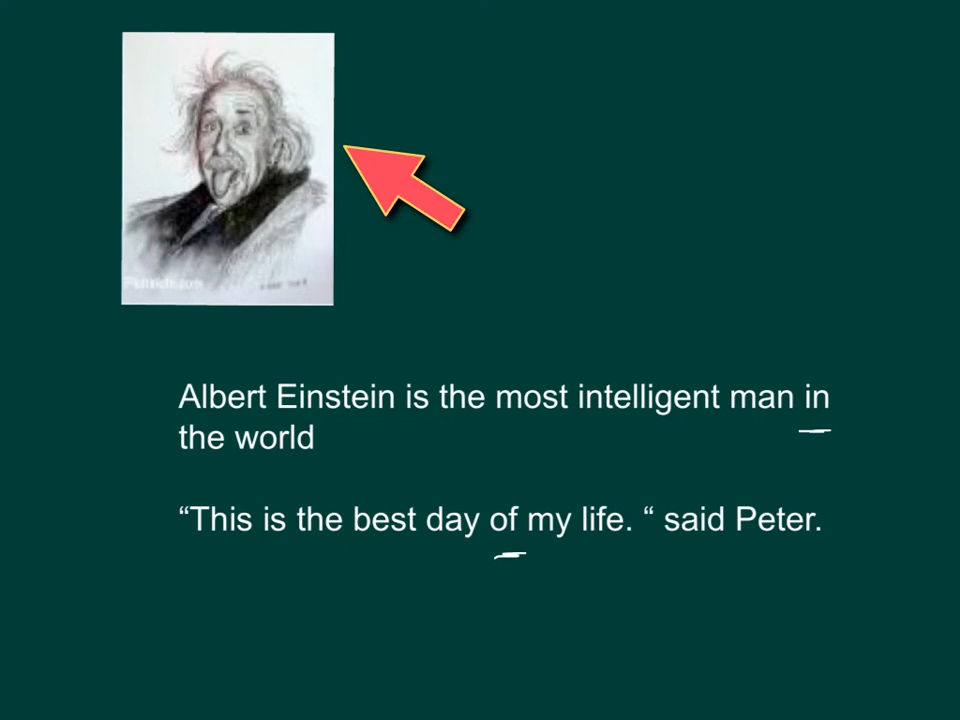 Albert Einstein is the most intelligent man in
the world
“This is the best day of my life. “ said Peter.